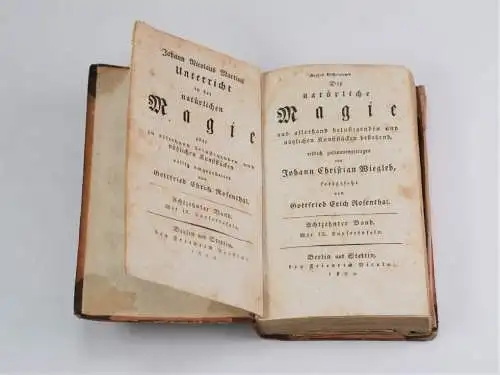 Johann Nicolaus Martius
Unterricht
in der
natürlichen
Magie
oder
zu allerhand belustigenden und
nützlichen Kunststücken
völlig umgearbeitet
von
Gottfried Erich Rosenthal.
Achtzehnter Band.
Mit 12. Kupfertafeln.
Berlin und Stettin,
bey Friedrich Nicolai,
Die
natürliche
Magie
aus allerhand belustigenden und
nützlichen Kunststücken bestehend,
erstlich zusammengetragen
von
Johann Christian Wiegleb,
fortgesetzt
von
Gottfried Erich Rosenthal.
Achtzehnter Band.
Mit 12. Kupfertafeln.
Berlin und Stettin,
bey Friedrich Nicolai,